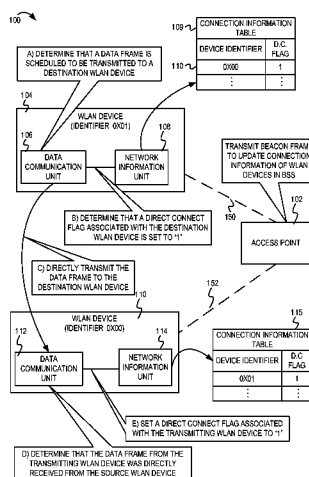 100
109
CONNECTION INFORMATION
TABLE
DEVICE IDENTIFIER
D.C.
FLAG
110
0X00
1
A) DETERMINE THAT A DATA FRAME IS
SCHEDULED TO BE TRANSMITTED TO A
DESTINATION WLAN DEVICE
104
WLAN DEVICE
(IDENTIFIER 0X01)
106
DATA
COMMUNICATION
UNIT
108
NETWORK
INFORMATION
UNIT
TRANSMIT BEACON FRAM
TO UPDATE CONNECTION
INFORMATION OF WLAN
DEVICES IN BSS
102
ACCESS POINT
150
B) DETERMINE THAT A DIRECT CONNECT
FLAG ASSOCIATED WITH THE DESTINATION
WLAN DEVICE IS SET TO "1"
C) DIRECTLY TRANSMIT THE
DATA FRAME TO THE
DESTINATION WLAN DEVICE
152
110
WLAN DEVICE
(IDENTIFIER 0X00)
112
DATA
COMMUNICATION
UNIT
114
NETWORK
INFORMATION
UNIT
115
CONNECTION INFORMATION
TABLE
DEVICE IDENTIFIER
D.C
FLAG
0X01
1
E) SET A DIRECT CONNECT FLAG ASSOCIATED
WITH THE TRANSMITTING WLAN DEVICE TO "1"
D) DETERMINE THAT THE DATA FRAME FROM THE
TRANSMITTING WLAN DEVICE WAS DIRECTLY
RECEIVED FROM THE SOURCE WLAN DEVICE